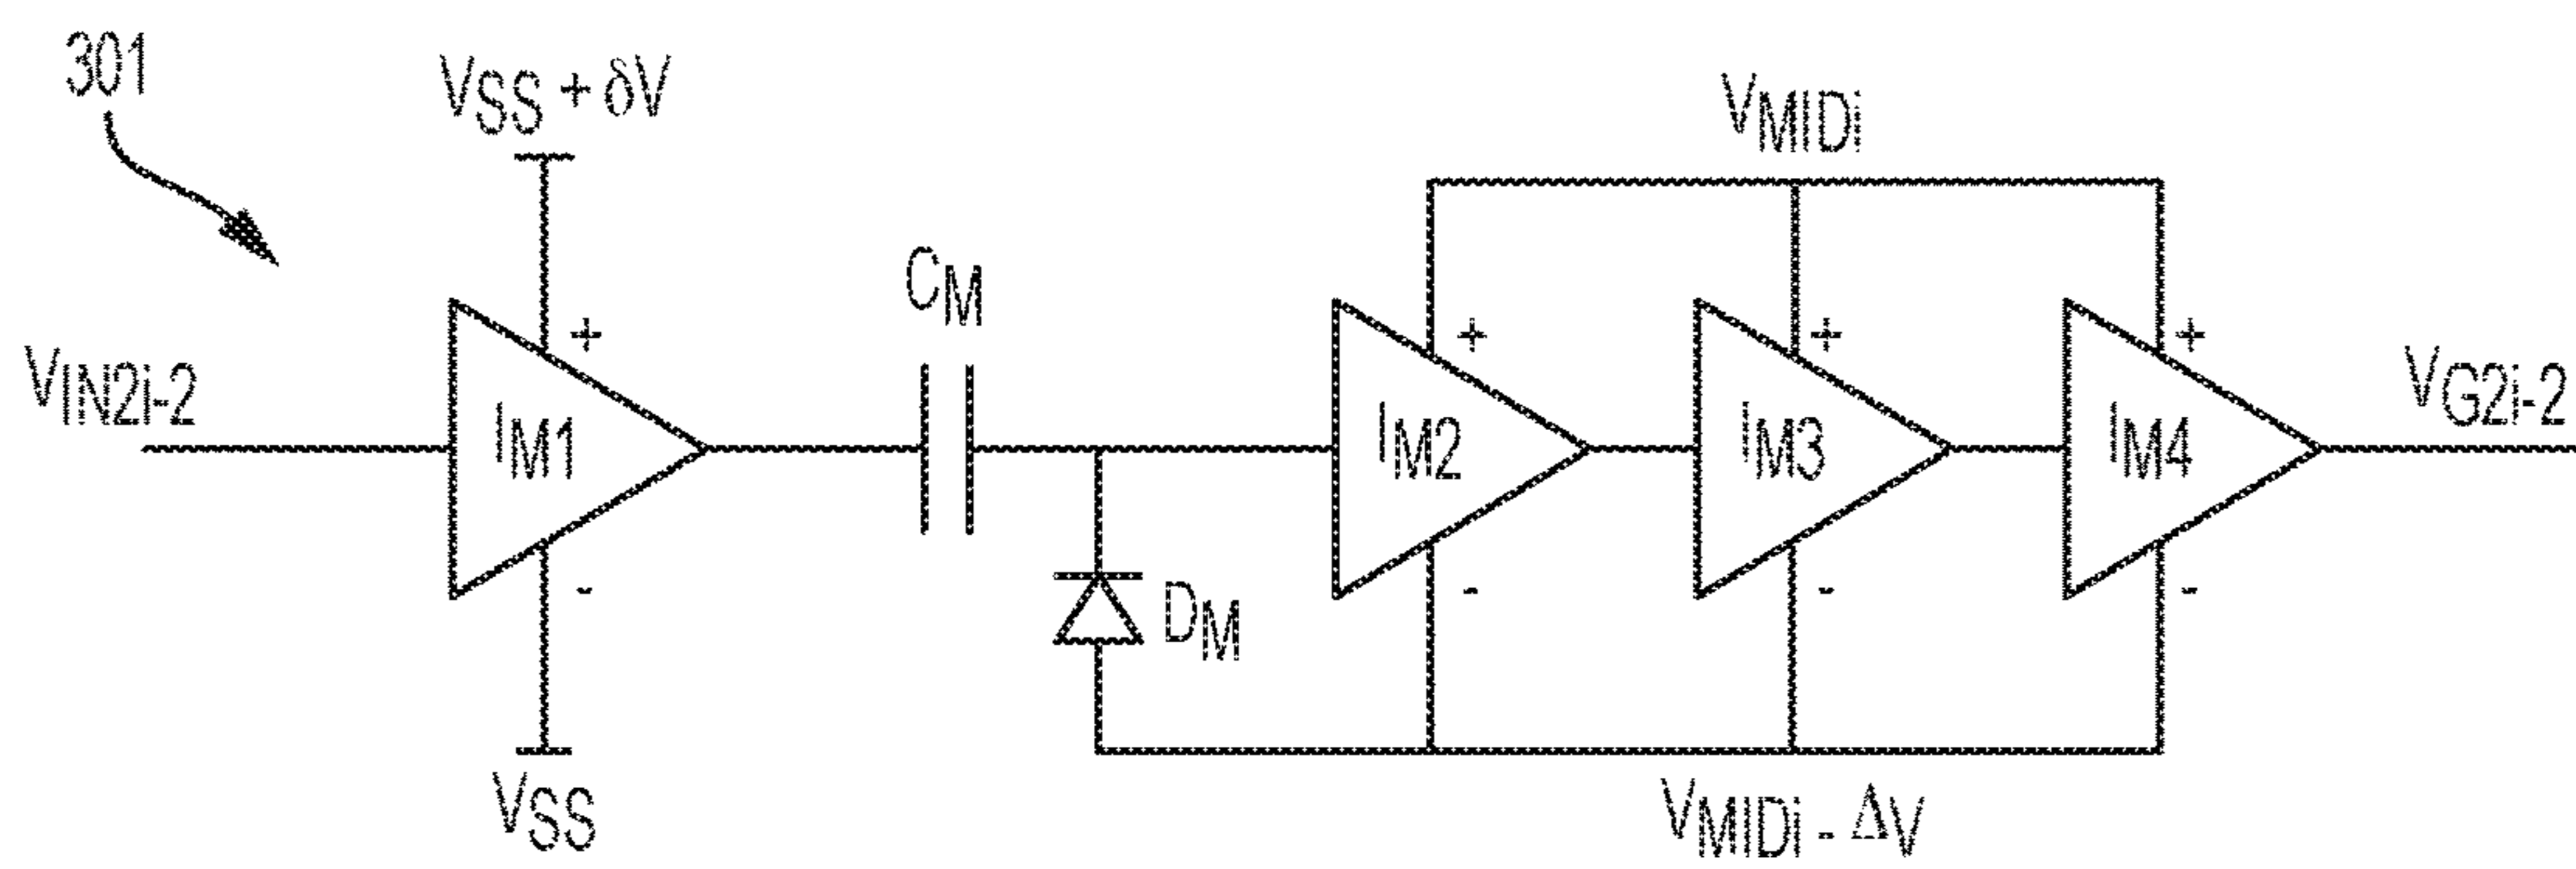 301
VSS + δV
VMIDi
CM
+
+
+
+
VIN2i-2
IM1
IM2
IM3
IM4
VG2i-2
-
-
-
-
DM
VSS
VMIDi - ΔV